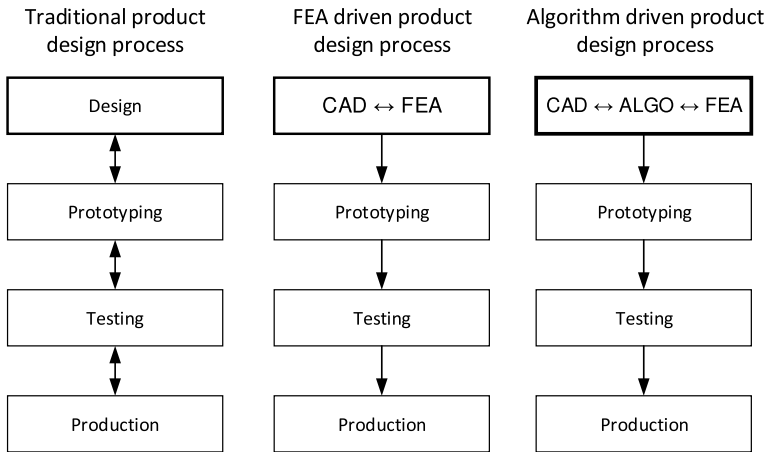 Traditional product
design process
Design
Prototyping
Testing
Production
FEA driven product
design process
CAD ↔ FEA
Prototyping
Testing
Production
Algorithm driven product
design process
CAD ↔ ALGO ↔ FEA
Prototyping
Testing
Production